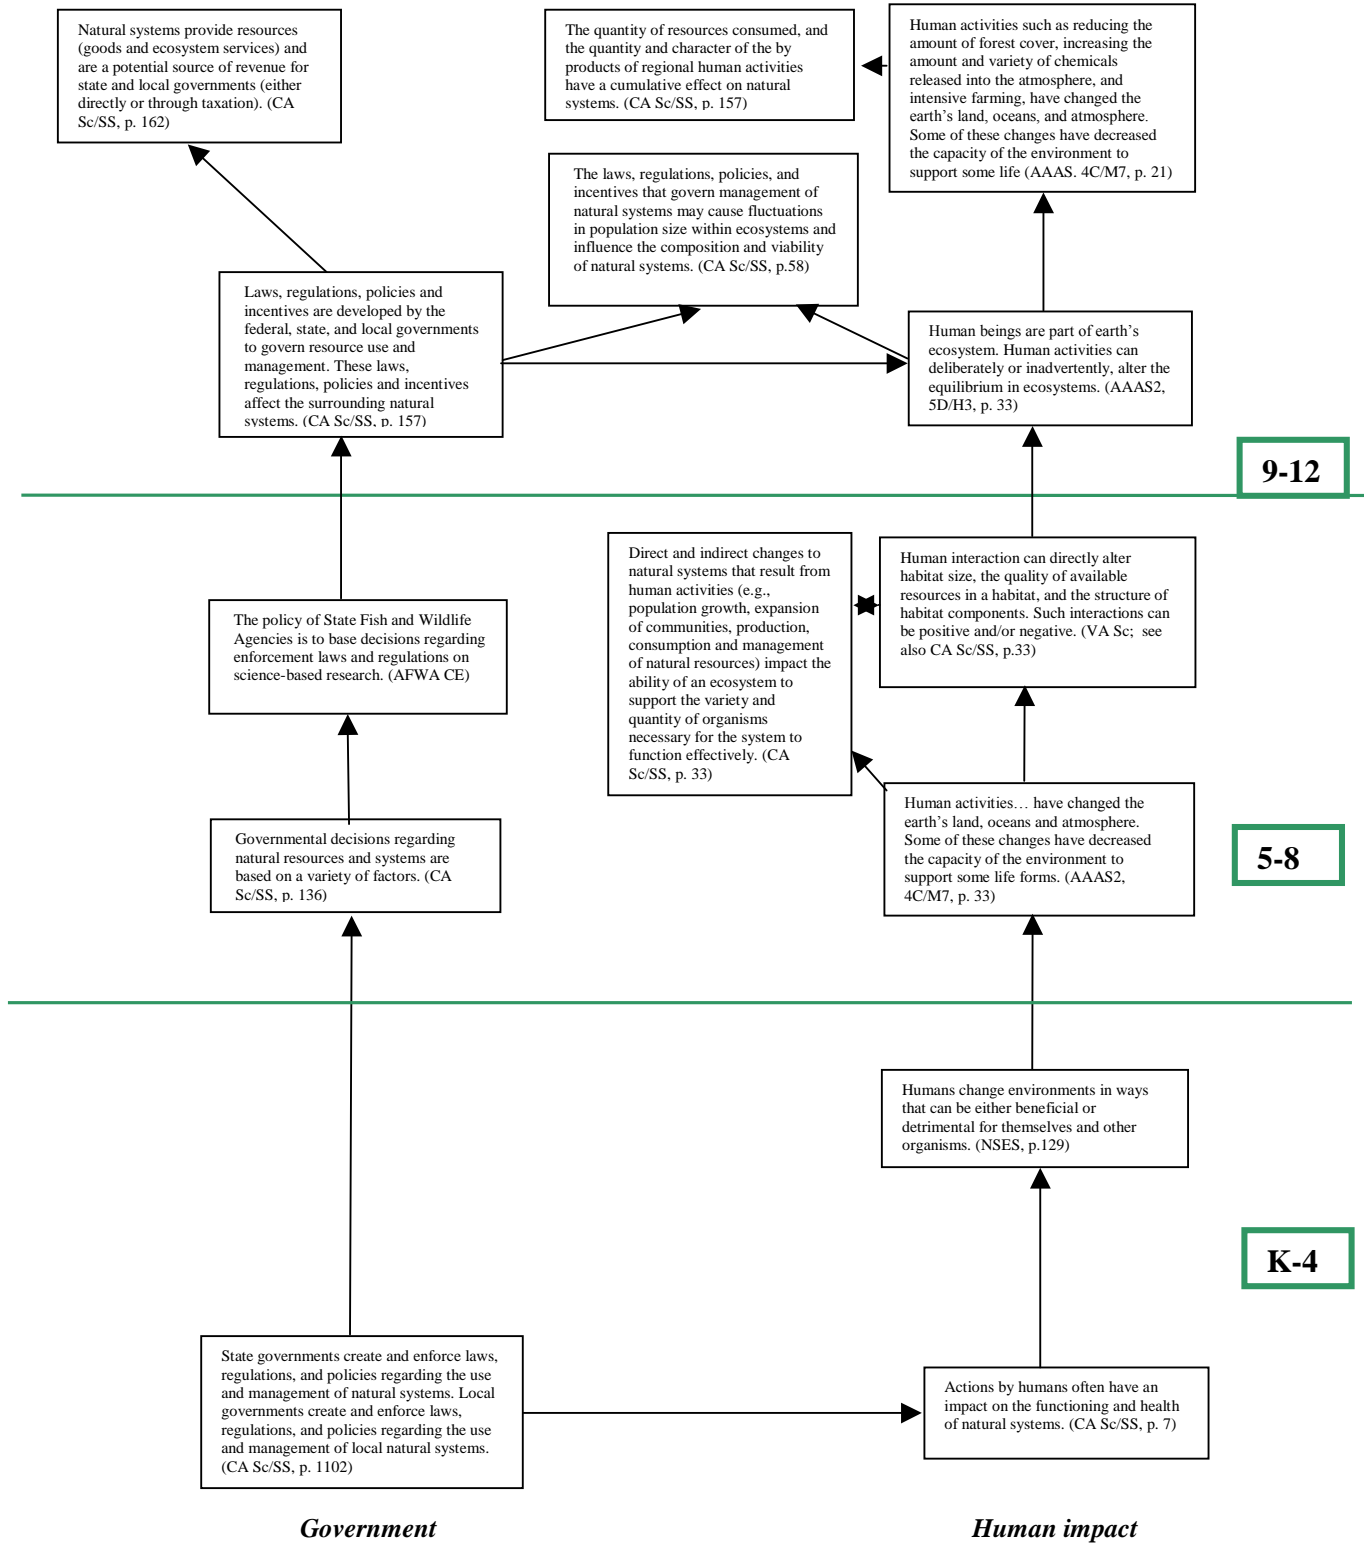 Natural systems provide resources
(goods and ecosystem services) and
are a potential source of revenue for
state and local governments (either
directly or through taxation). (CA
Sc/SS, p. 162)
The quantity of resources consumed, and
the quantity and character of the by
products of regional human activities
have a cumulative effect on natural
systems. (CA Sc/SS, p. 157)
Human activities such as reducing the
amount of forest cover, increasing the
amount and variety of chemicals
released into the atmosphere, and
intensive farming, have changed the
earth's land, oceans, and atmosphere.
Some of these changes have decreased
the capacity of the environment to
support some life (AAAS. 4C/M7, p. 21)
The laws, regulations, policies, and
incentives that govern management of
natural systems may cause fluctuations
in population size within ecosystems and
influence the composition and viability
of natural systems. (CA Sc/SS, p.58)
Laws, regulations, policies and
incentives are developed by the
federal, state, and local governments
to govern resource use and
management. These laws,
regulations, policies and incentives
affect the surrounding natural
systems. (CA Sc/SS, p. 157)
Human beings are part of earth's
ecosystem. Human activities can
deliberately or inadvertently, alter the
equilibrium in ecosystems. (AAAS2,
5D/H3, p. 33)
9-12
Direct and indirect changes to
natural systems that result from
human activities (e.g.,
population growth, expansion
of communities, production,
consumption and management
of natural resources) impact the
ability of an ecosystem to
support the variety and
quantity of organisms
necessary for the system to
function effectively. (CA
Sc/SS, p. 33)
Human interaction can directly alter
habitat size, the quality of available
resources in a habitat, and the structure of
habitat components. Such interactions can
be positive and/or negative. (VA Sc;  see
also CA Sc/SS, p.33)
The policy of State Fish and Wildlife
Agencies is to base decisions regarding
enforcement laws and regulations on
science-based research. (AFWA CE)
Human activities… have changed the
earth's land, oceans and atmosphere.
Some of these changes have decreased
the capacity of the environment to
support some life forms. (AAAS2,
4C/M7, p. 33)
Governmental decisions regarding
natural resources and systems are
based on a variety of factors. (CA
Sc/SS, p. 136)
5-8
Humans change environments in ways
that can be either beneficial or
detrimental for themselves and other
organisms. (NSES, p.129)
K-4
State governments create and enforce laws,
regulations, and policies regarding the use
and management of natural systems. Local
governments create and enforce laws,
regulations, and policies regarding the use
and management of local natural systems.
(CA Sc/SS, p. 1102)
Actions by humans often have an
impact on the functioning and health
of natural systems. (CA Sc/SS, p. 7)
Government
Human impact